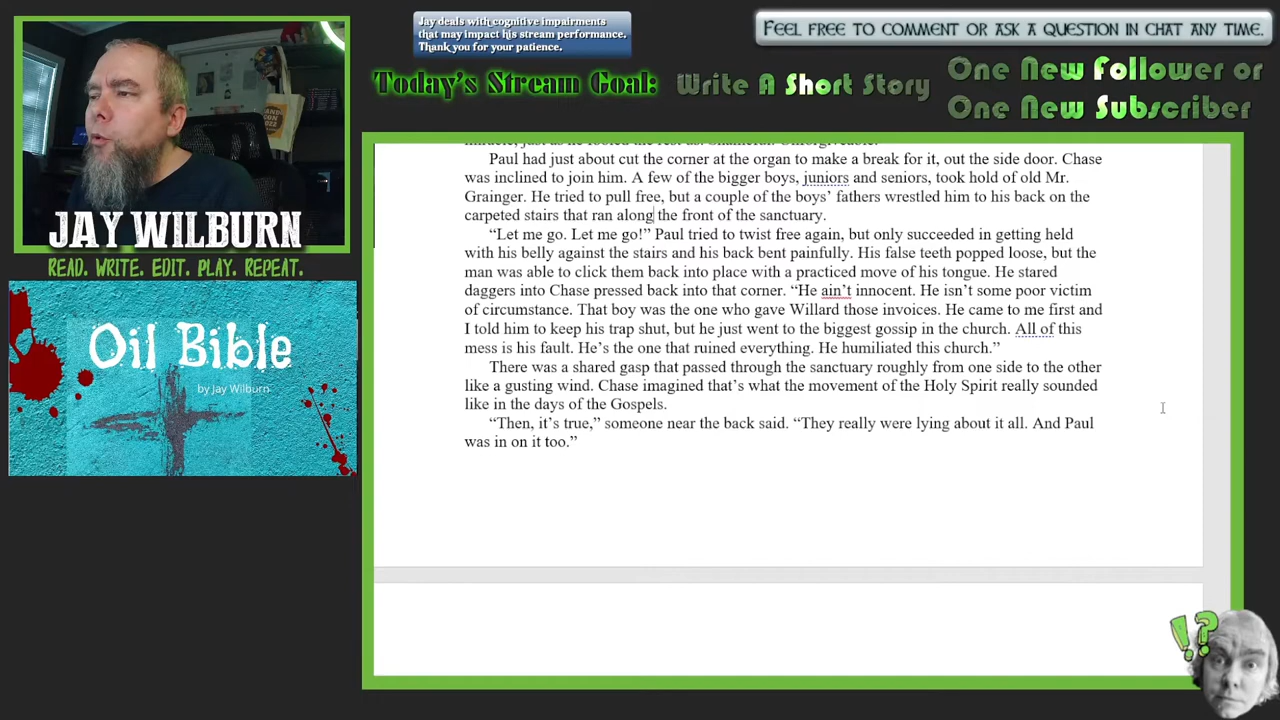 Jay deals with cognitive impairments
that may impact his stream performance.
Thank you for your patience.
Feel free to comment or ask a question in chat any time.
Today's Stream Goal:
Write A Short Story
One New Follower or
One New Subscriber
JAY WILBURN
READ. WRITE. EDIT. PLAY. REPEAT.
Oil Bible
by Jay Wilburn
Paul had just about cut the corner at the organ to make a break for it, out the side door. Chase
was inclined to join him. A few of the bigger boys, juniors and seniors, took hold of old Mr.
Grainger. He tried to pull free, but a couple of the boys’ fathers wrestled him to his back on the
carpeted stairs that ran along the front of the sanctuary.
“Let me go. Let me go!” Paul tried to twist free again, but only succeeded in getting held
with his belly against the stairs and his back bent painfully. His false teeth popped loose, but the
man was able to click them back into place with a practiced move of his tongue. He stared
daggers into Chase pressed back into that corner. “He ain’t innocent. He isn’t some poor victim
of circumstance. That boy was the one who gave Willard those invoices. He came to me first and
I told him to keep his trap shut, but he just went to the biggest gossip in the church. All of this
mess is his fault. He’s the one that ruined everything. He humiliated this church.”
There was a shared gasp that passed through the sanctuary roughly from one side to the other
like a gusting wind. Chase imagined that’s what the movement of the Holy Spirit really sounded
like in the days of the Gospels.
“Then, it’s true,” someone near the back said. “They really were lying about it all. And Paul
was in on it too.”
!?